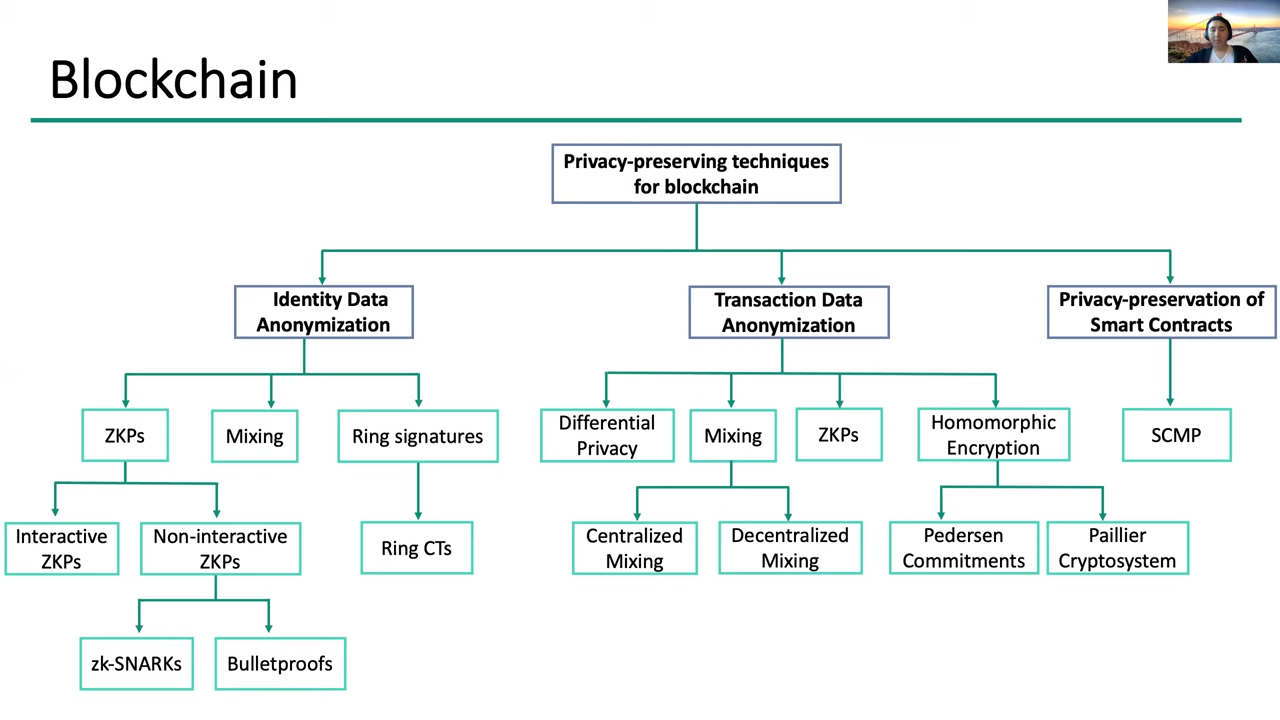 Blockchain
Privacy-preserving techniques
for blockchain
Identity Data
Anonymization
Transaction Data
Anonymization
Privacy-preservation of
Smart Contracts
ZKPs
Mixing
Ring signatures
Differential
Privacy
Mixing
ZKPs
Homomorphic
Encryption
SCMP
Interactive
ZKPs
Non-interactive
ZKPs
Ring CTs
Centralized
Mixing
Decentralized
Mixing
Pedersen
Commitments
Paillier
Cryptosystem
zk-SNARKs
Bulletproofs